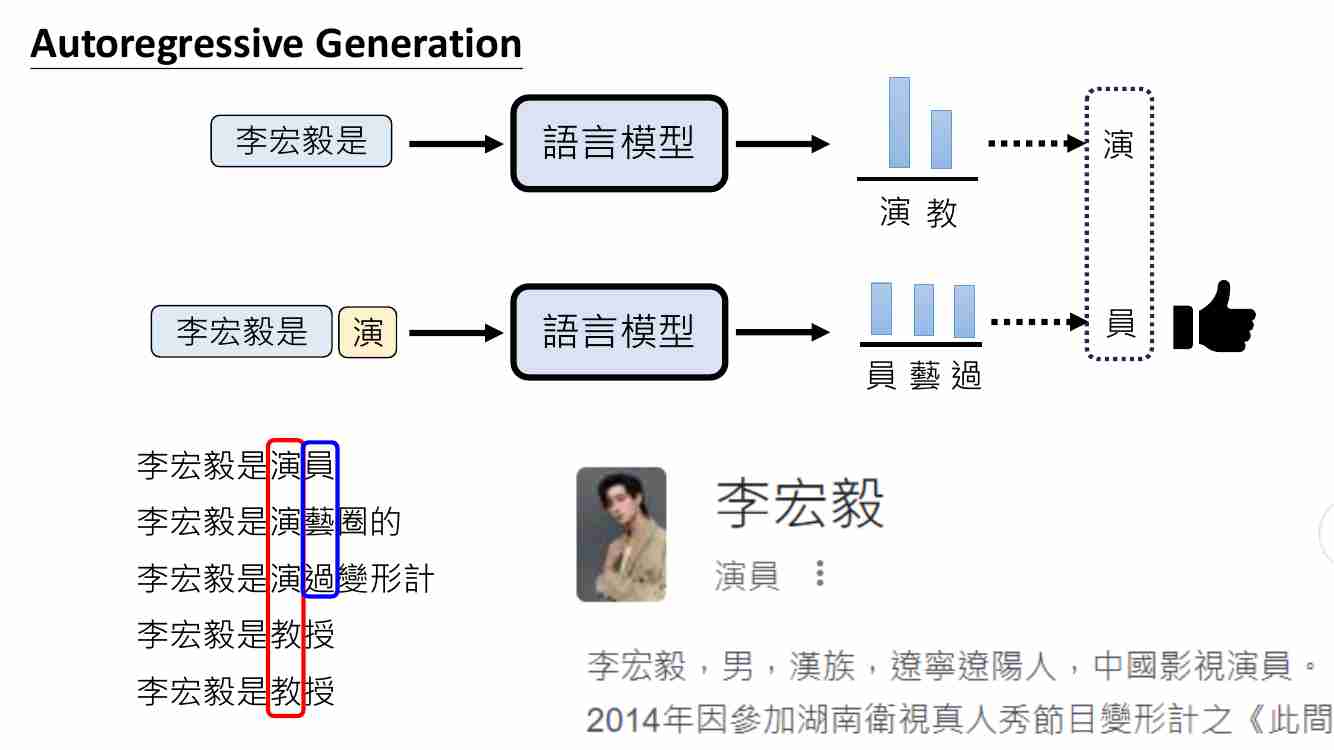 Autoregressive Generation
李宏毅是
語言模型
演 教
演
李宏毅是 演
語言模型
員 藝 過
員
李宏毅是演員
李宏毅是演藝圈的
李宏毅是演過變形計
李宏毅是教授
李宏毅是教授
李宏毅
演員
李宏毅，男，漢族，遼寧遼陽人，中國影視演員。
2014年因參加湖南衛視真人秀節目變形計之《此間